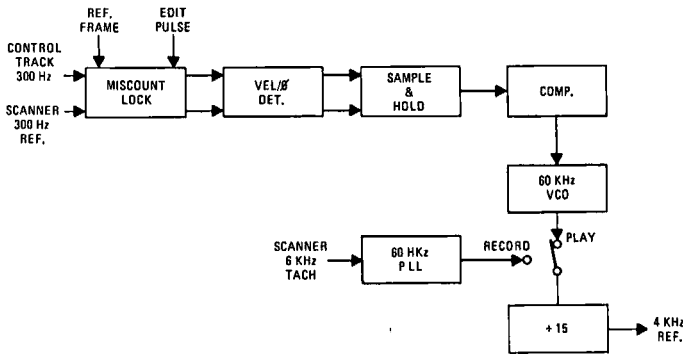 REF.
FRAME
EDIT
PULSE
CONTROL
TRACK
300 Hz
SCANNER
300 Hz
REF.
MISCOUNT
LOCK
VEL/Ø
DET.
SAMPLE
&
HOLD
COMP.
60 KHz
VCO
PLAY
RECORD
SCANNER
6 KHz
TACH
60 HKz
PLL
+ 15
4 KHz
REF.